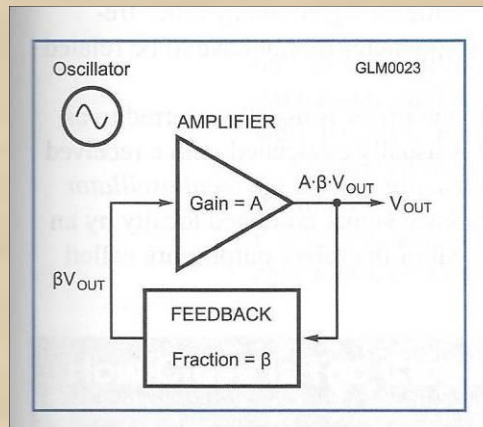 Oscillator
GLM0023
AMPLIFIER
Gain = A
A·β·VOUT
VOUT
βVOUT
FEEDBACK
Fraction = β